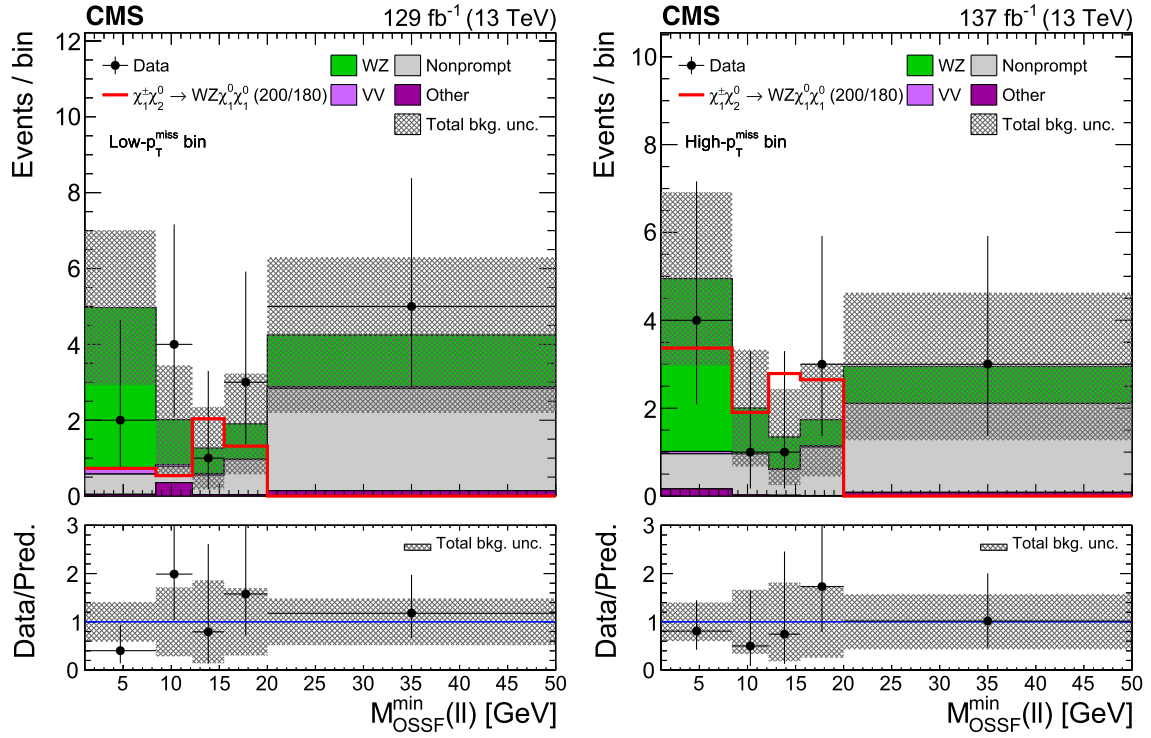 CMS 129 fb⁻¹ (13 TeV)
Events / bin
12
10
8
6
4
2
0
Data
WZ
Nonprompt
χ̃₁±χ̃₂⁰ → WZχ̃₁⁰χ̃₁⁰ (200/180)
VV
Other
Total bkg. unc.
Low-p_T^miss bin
Data/Pred.
3
2
1
0
Total bkg. unc.
5 10 15 20 25 30 35 40 45 50
M_OSSF^min(ll) [GeV]
CMS 137 fb⁻¹ (13 TeV)
Events / bin
10
8
6
4
2
0
Data
WZ
Nonprompt
χ̃₁±χ̃₂⁰ → WZχ̃₁⁰χ̃₁⁰ (200/180)
VV
Other
Total bkg. unc.
High-p_T^miss bin
Data/Pred.
3
2
1
0
Total bkg. unc.
5 10 15 20 25 30 35 40 45 50
M_OSSF^min(ll) [GeV]